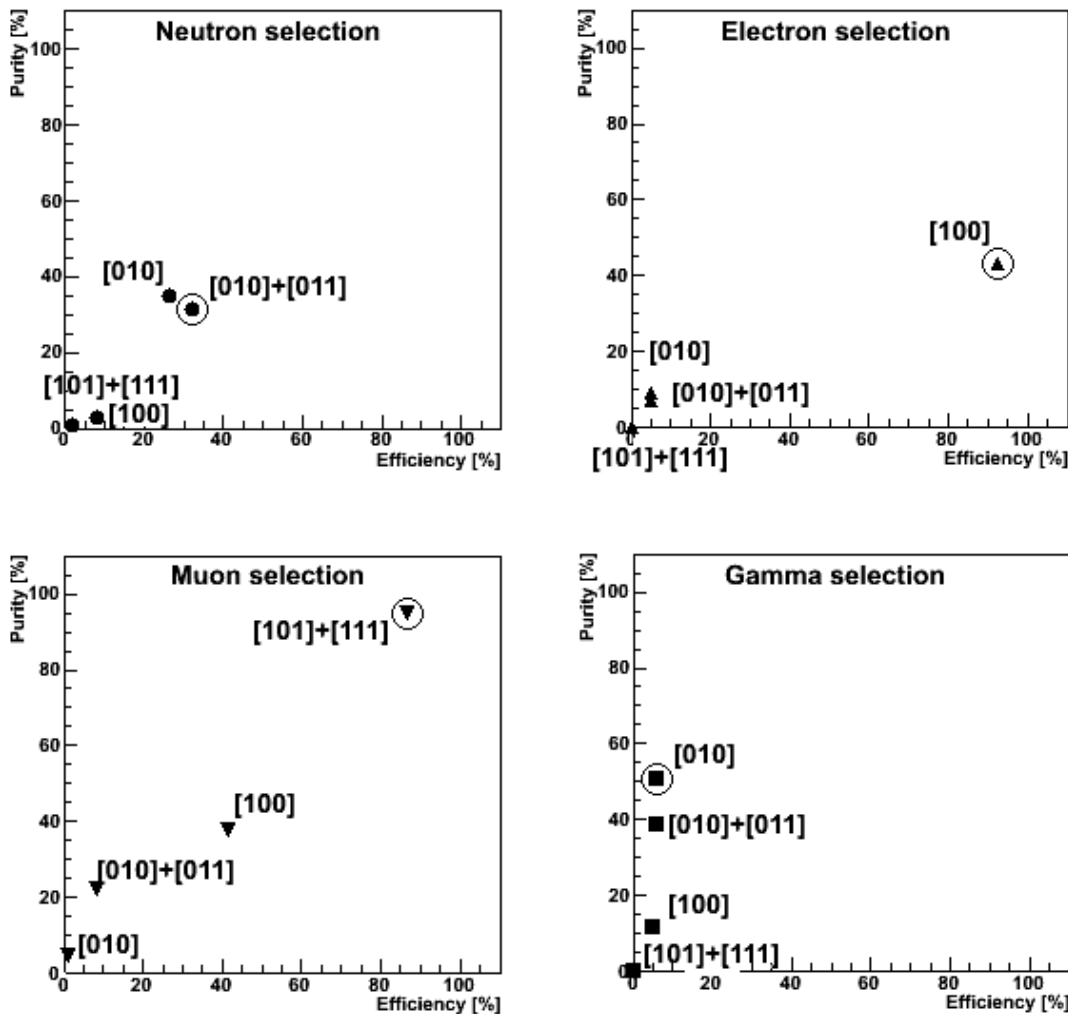 Neutron selection
Purity [%]
100
80
60
40
20
0
[010]
[010]+[011]
[101]+[111]
[100]
0 20 40 60 80 100
Efficiency [%]
Electron selection
Purity [%]
100
80
60
40
20
0
[100]
[010]
[010]+[011]
[101]+[111]
20 40 60 80 100
Efficiency [%]
Muon selection
Purity [%]
100
80
60
40
20
0
[101]+[111]
[100]
[010]+[011]
[010]
0 20 40 60 80 100
Efficiency [%]
Gamma selection
Purity [%]
100
80
60
40
20
0
[010]
[010]+[011]
[100]
[101]+[111]
0 20 40 60 80 100
Efficiency [%]